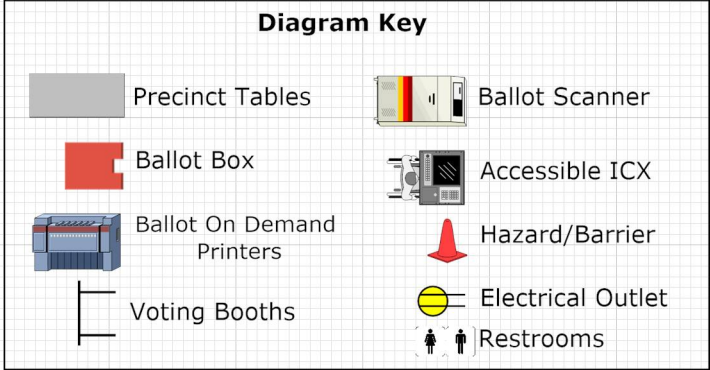 Diagram Key
Precinct Tables
Ballot Box
Ballot On Demand
Printers
Voting Booths
Ballot Scanner
Accessible ICX
Hazard/Barrier
Electrical Outlet
Restrooms